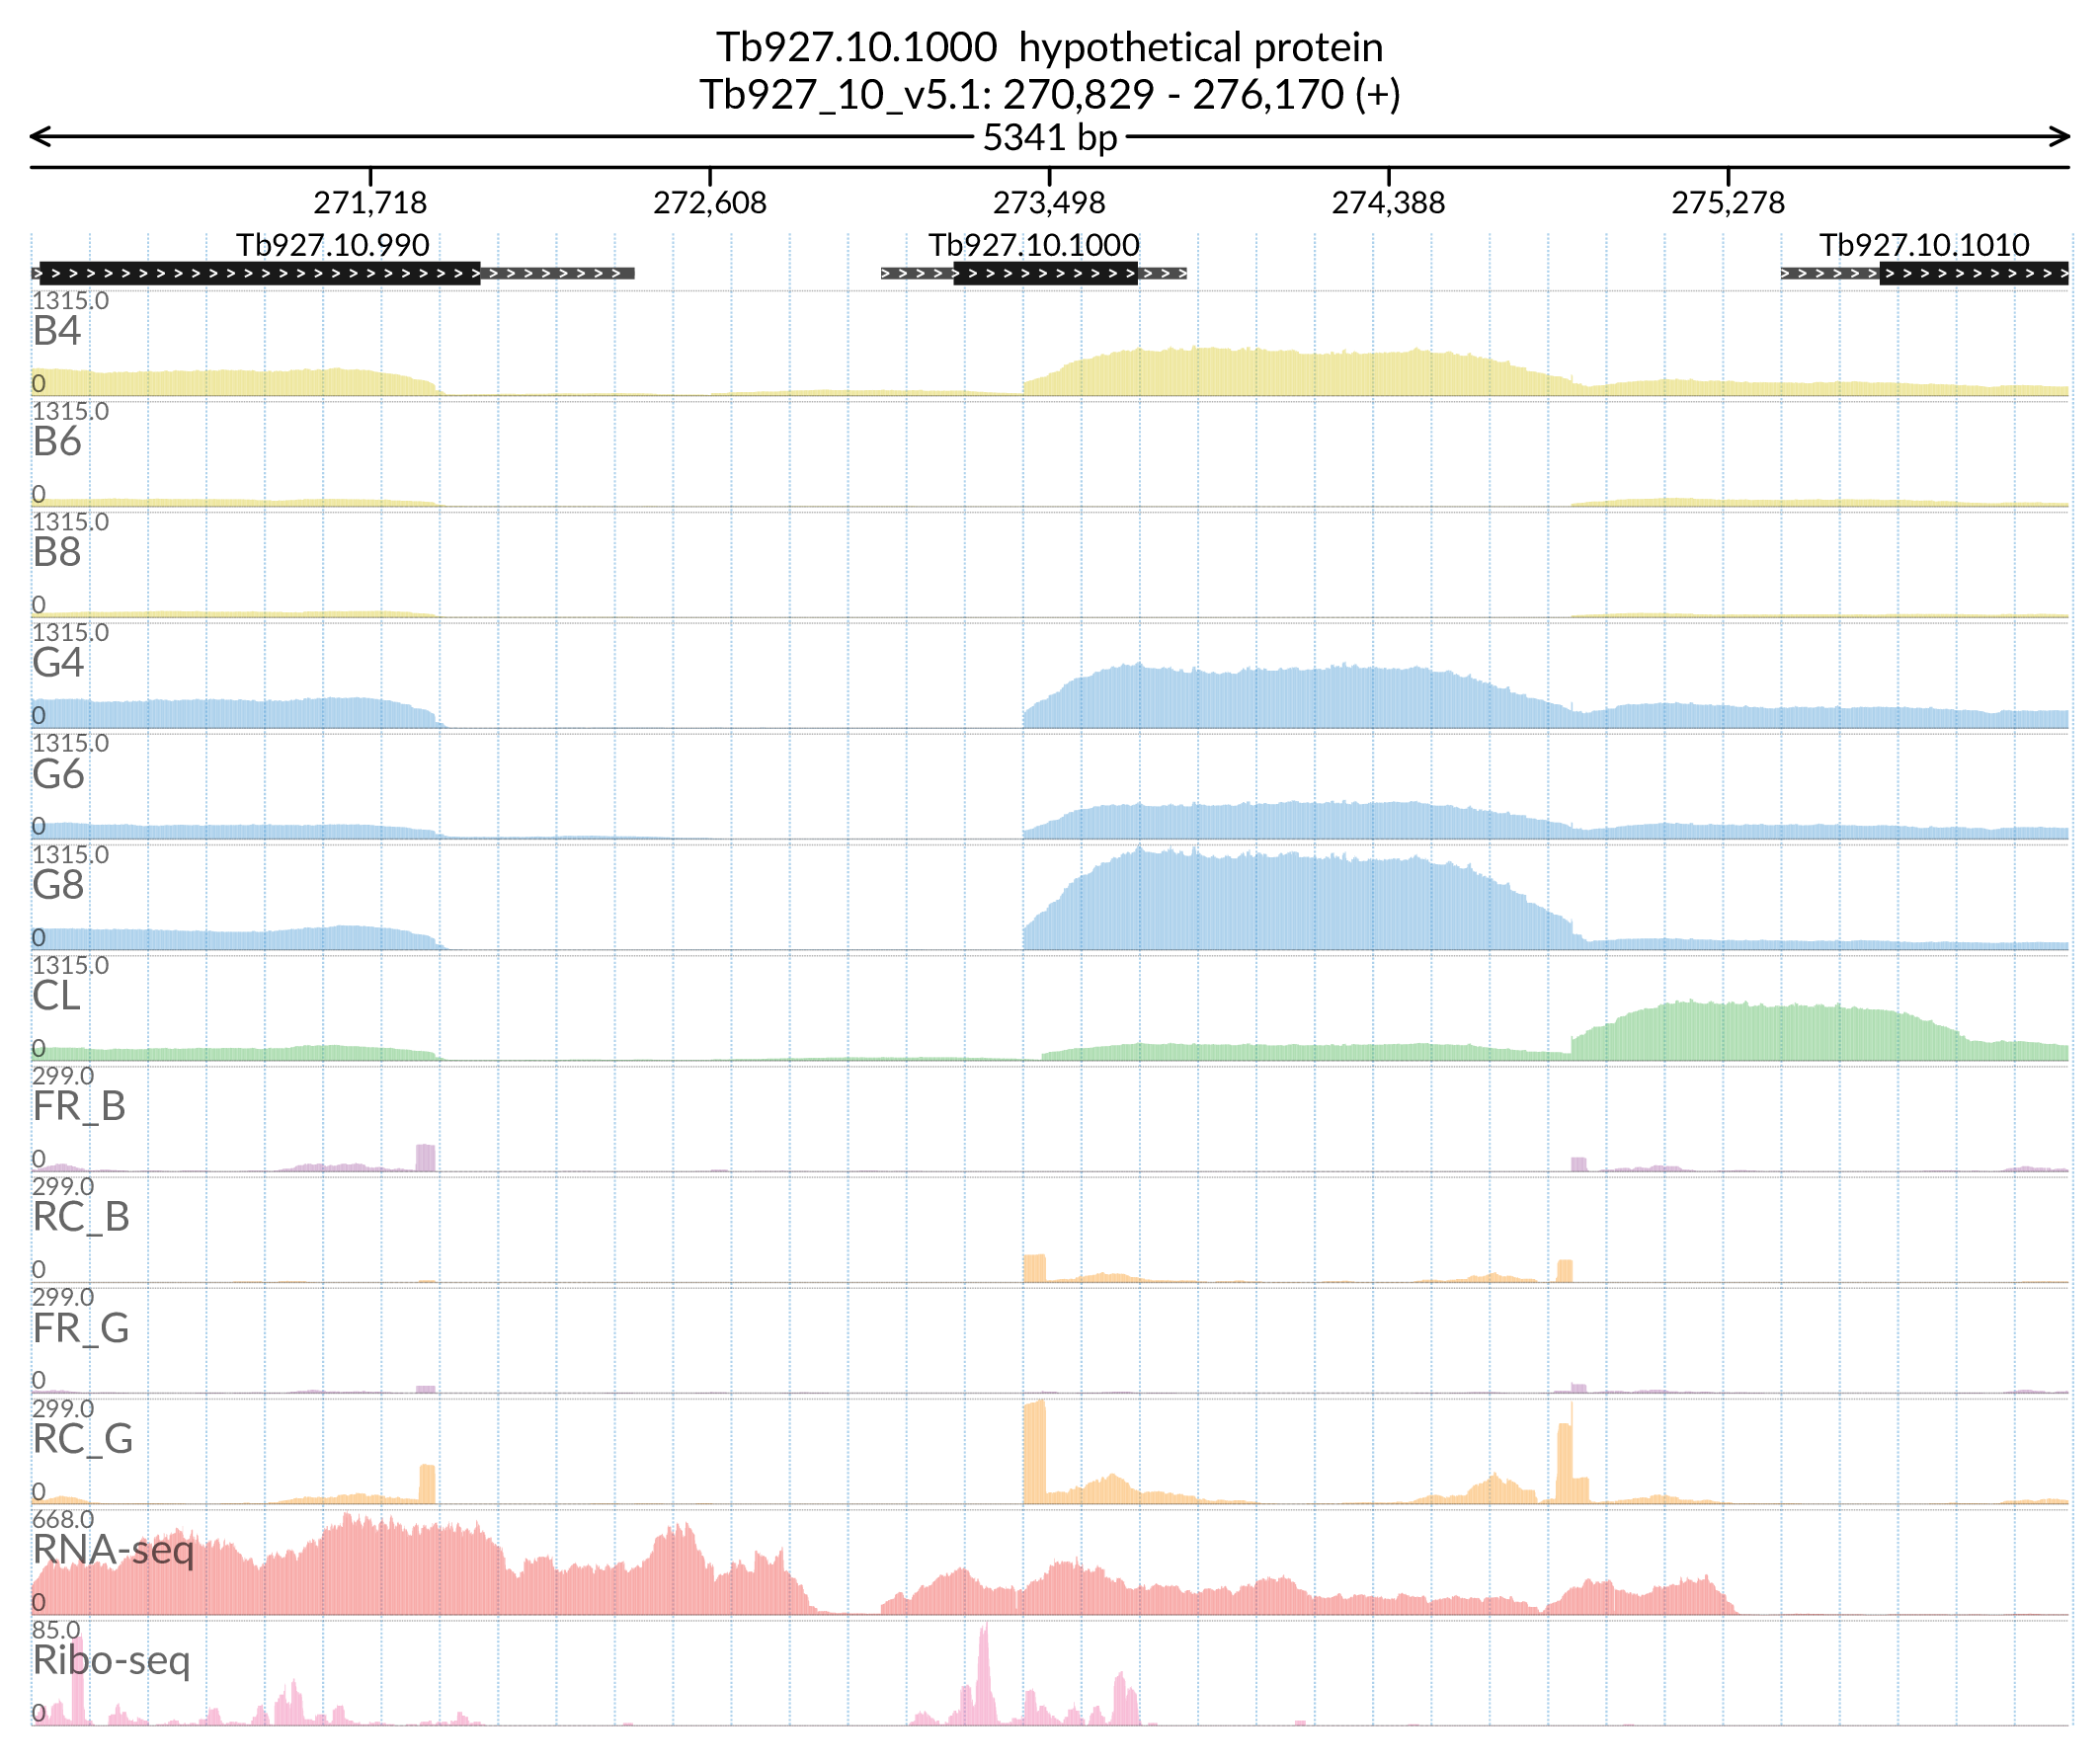 Tb927.10.1000 hypothetical protein
Tb927_10_v5.1: 270,829 - 276,170 (+)
5341 bp
271,718 272,608 273,498 274,388 275,278
Tb927.10.990 Tb927.10.1000 Tb927.10.1010
1315.0
B4
0
1315.0
B6
0
1315.0
B8
0
1315.0
G4
0
1315.0
G6
0
1315.0
G8
0
1315.0
CL
0
299.0
FR_B
0
299.0
RC_B
0
299.0
FR_G
0
299.0
RC_G
0
668.0
RNA-seq
0
85.0
Ribo-seq
0